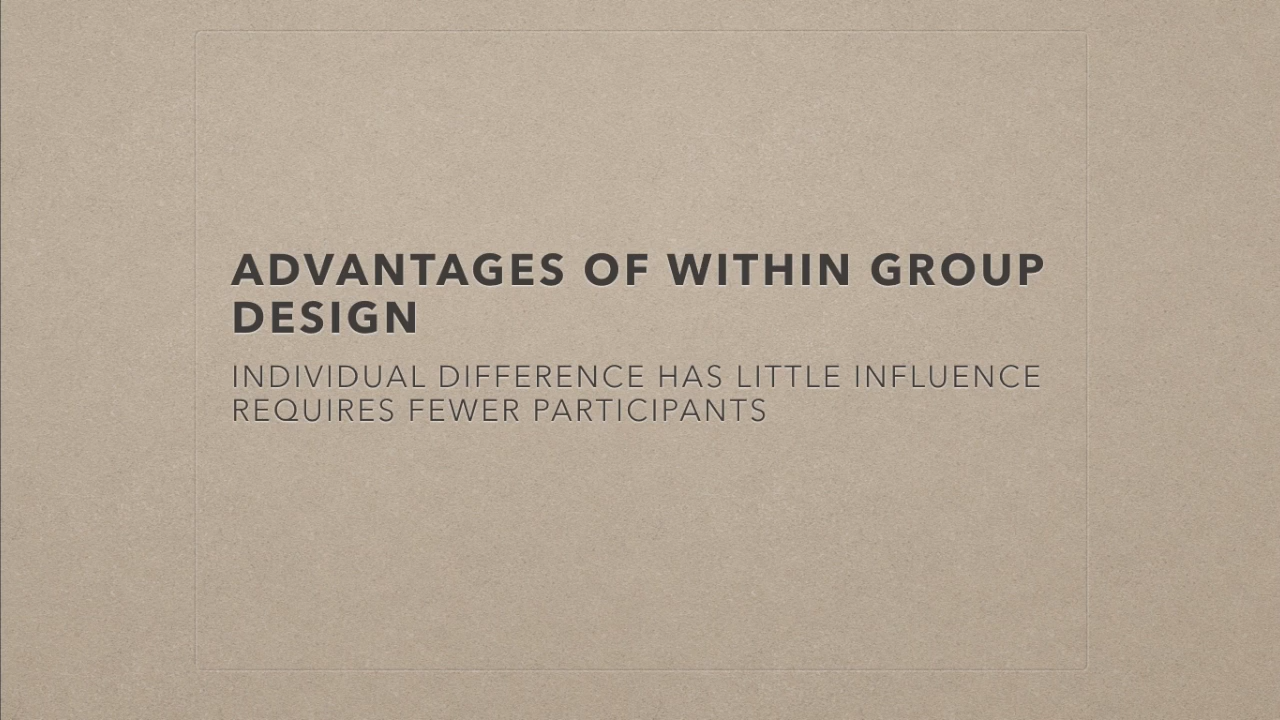 ADVANTAGES OF WITHIN GROUP
DESIGN
INDIVIDUAL DIFFERENCE HAS LITTLE INFLUENCE
REQUIRES FEWER PARTICIPANTS